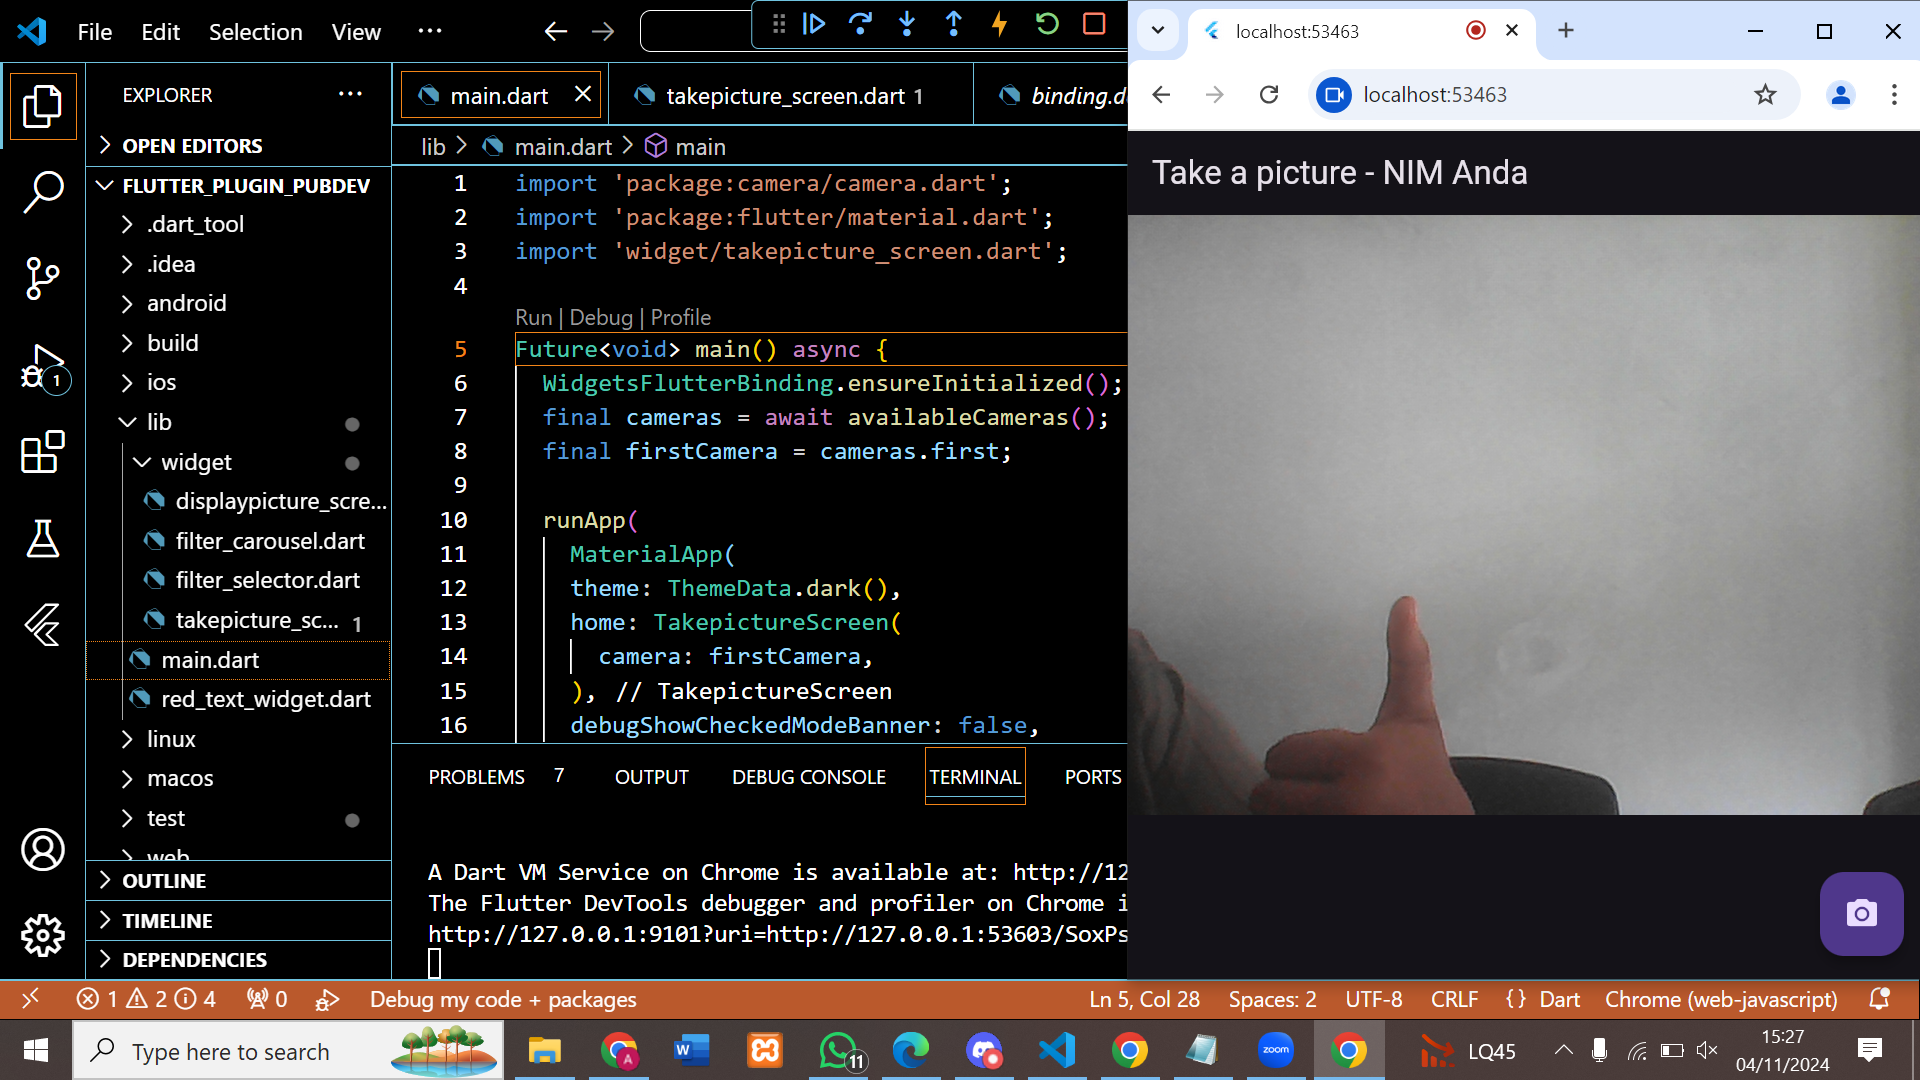 File Edit Selection View ...
EXPLORER ...
OPEN EDITORS
FLUTTER_PLUGIN_PUBDEV
.dart_tool
.idea
android
build
ios
lib
widget
displaypicture_scre...
filter_carousel.dart
filter_selector.dart
takepicture_sc... 1
main.dart
red_text_widget.dart
linux
macos
test
web
OUTLINE
TIMELINE
DEPENDENCIES
1
main.dart takepicture_screen.dart 1 binding.d
lib > main.dart > main
1 import 'package:camera/camera.dart';
2 import 'package:flutter/material.dart';
3 import 'widget/takepicture_screen.dart';
4
Run | Debug | Profile
5 Future<void> main() async {
6 WidgetsFlutterBinding.ensureInitialized();
7 final cameras = await availableCameras();
8 final firstCamera = cameras.first;
9
10 runApp(
11 MaterialApp(
12 theme: ThemeData.dark(),
13 home: TakepictureScreen(
14 camera: firstCamera,
15 ), // TakepictureScreen
16 debugShowCheckedModeBanner: false,
PROBLEMS 7 OUTPUT DEBUG CONSOLE TERMINAL PORTS
A Dart VM Service on Chrome is available at: http://12
The Flutter DevTools debugger and profiler on Chrome i
http://127.0.0.1:9101?uri=http://127.0.0.1:53603/SoxPs
localhost:53463
localhost:53463
Take a picture - NIM Anda
1 2 4 0 Debug my code + packages Ln 5, Col 28 Spaces: 2 UTF-8 CRLF {} Dart Chrome (web-javascript)
Type here to search A W 11 zoom LQ45 15:27
04/11/2024